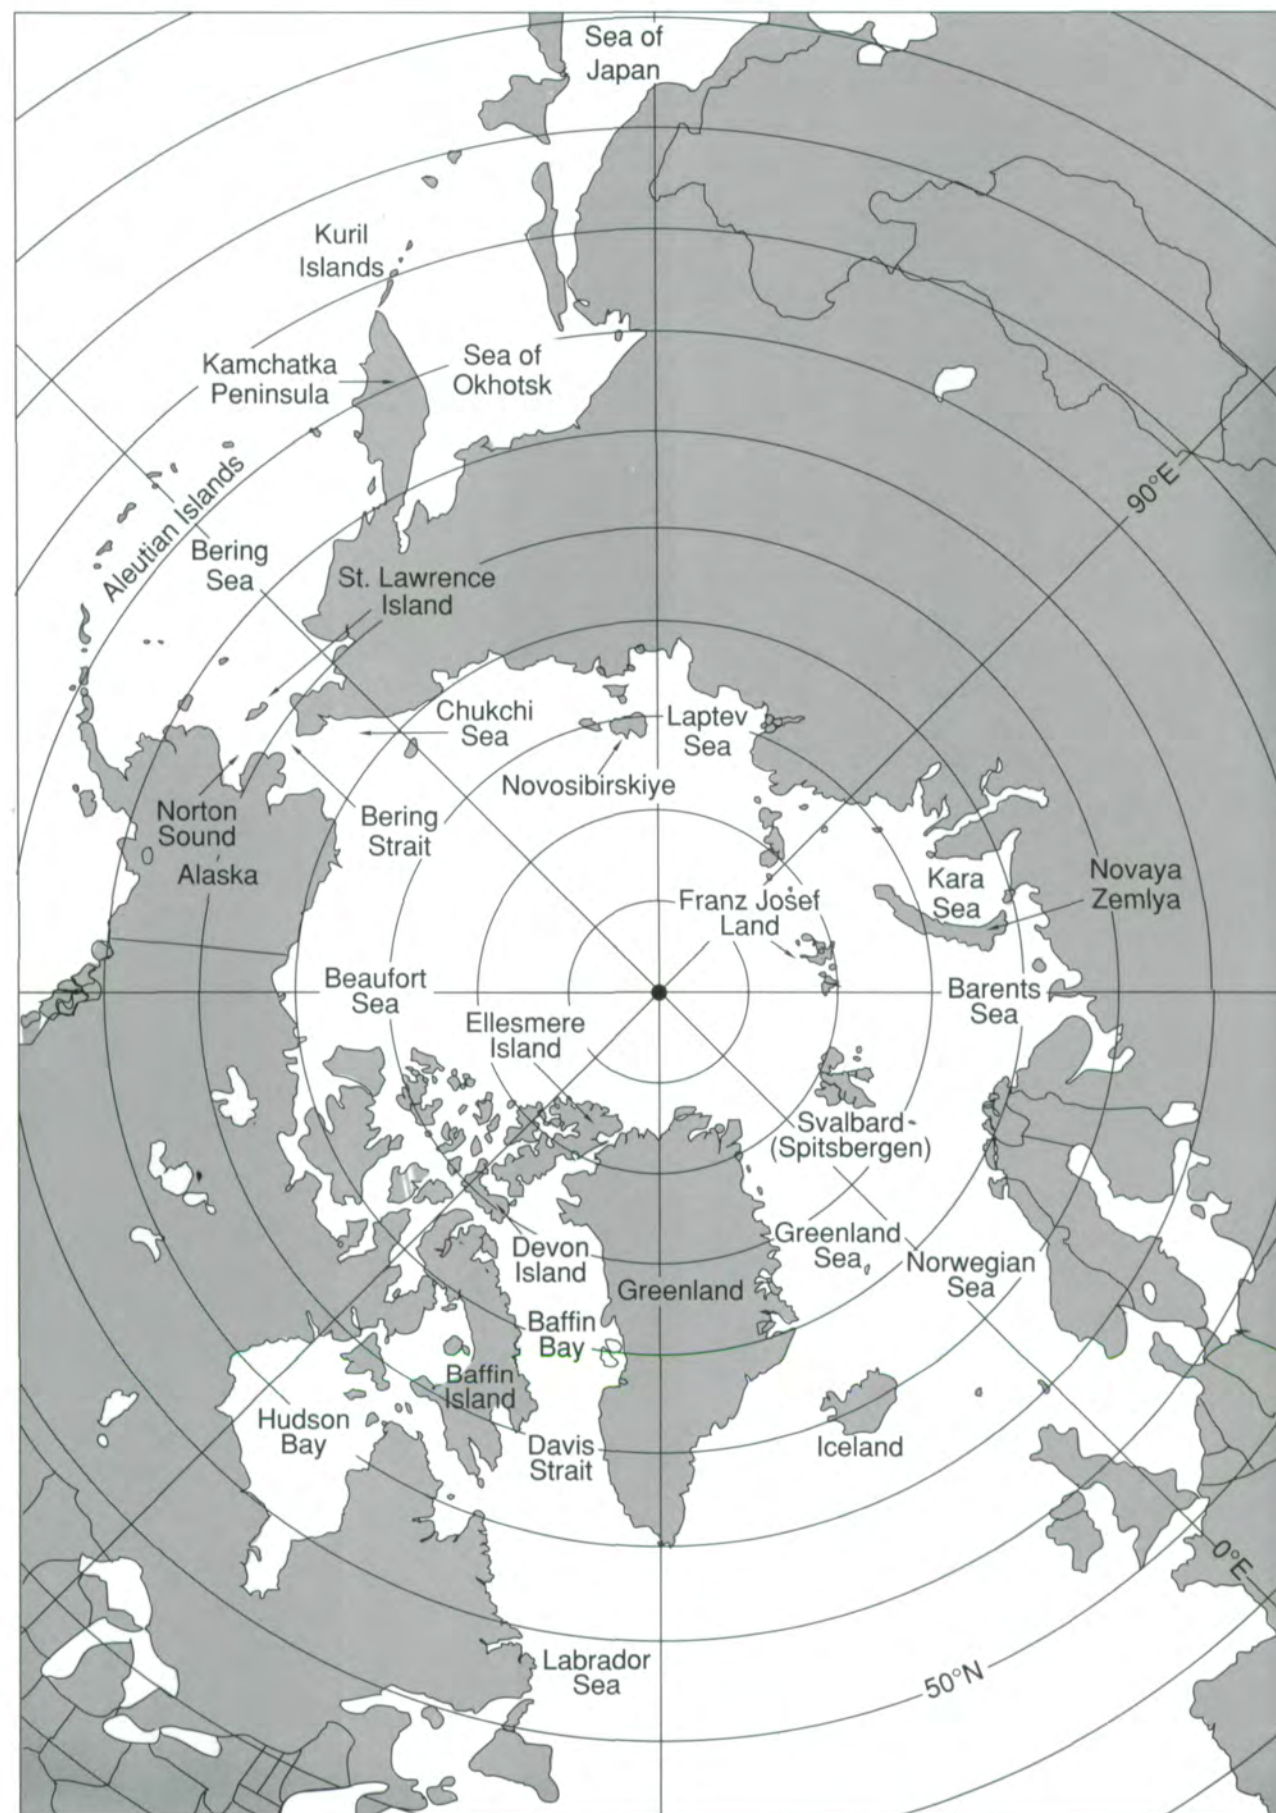 Sea of
Japan
Kuril
Islands
Kamchatka
Peninsula
Sea of
Okhotsk
90°E
Aleutian Islands
Bering
Sea
St. Lawrence
Island
Chukchi
Sea
Laptev
Sea
Novosibirskiye
Norton
Sound
Bering
Strait
Alaska
Kara
Sea
Novaya
Zemlya
Franz Josef
Land
Beaufort
Sea
Barents
Sea
Ellesmere
Island
Svalbard
(Spitsbergen)
Devon
Island
Greenland
Sea
Norwegian
Sea
Greenland
Baffin
Bay
Baffin
Island
Hudson
Bay
Davis
Strait
Iceland
0°E
Labrador
Sea
50°N